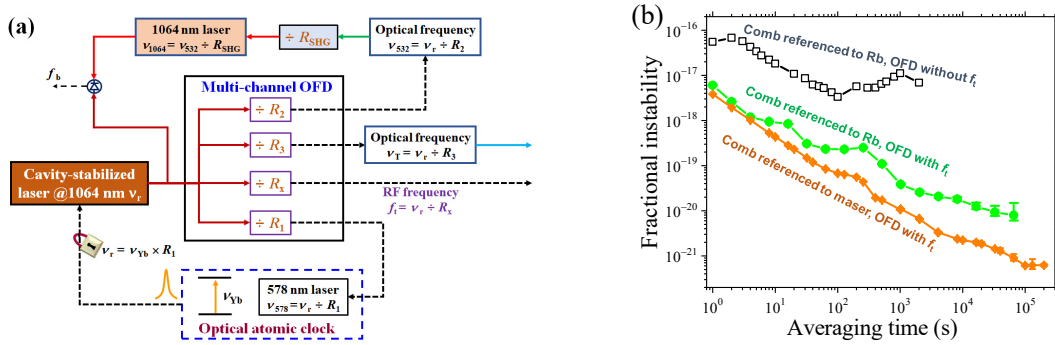 (a)
1064 nm laser
ν1064 = ν532 ÷ RSHG
÷ RSHG
Optical frequency
ν532 = νr ÷ R2
fb
Multi-channel OFD
÷ R2
÷ R3
÷ Rx
÷ R1
Optical frequency
νT = νr ÷ R3
Cavity-stabilized
laser @1064 nm νr
RF frequency
ft = νr ÷ Rx
νr = νYb × R1
νYb
578 nm laser
ν578 = νr ÷ R1
Optical atomic clock
(b)
Fractional instability
10⁻¹⁶
10⁻¹⁷
10⁻¹⁸
10⁻¹⁹
10⁻²⁰
10⁻²¹
Comb referenced to Rb, OFD without ft
Comb referenced to Rb, OFD with ft
Comb referenced to maser, OFD with ft
10⁰ 10¹ 10² 10³ 10⁴ 10⁵
Averaging time (s)